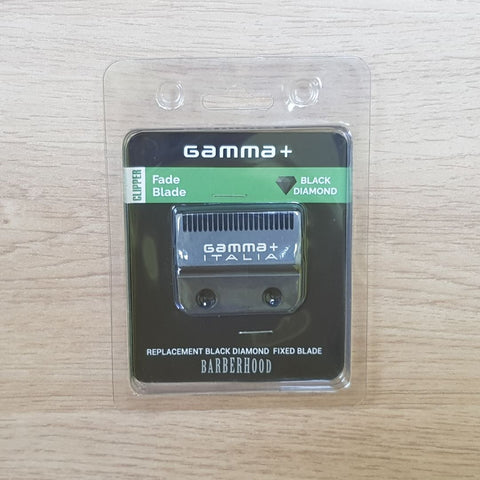 Gamma+
CLIPPER
Fade
Blade
BLACK
DIAMOND
Gamma+
ITALIA
REPLACEMENT BLACK DIAMOND FIXED BLADE
BARBERHOOD